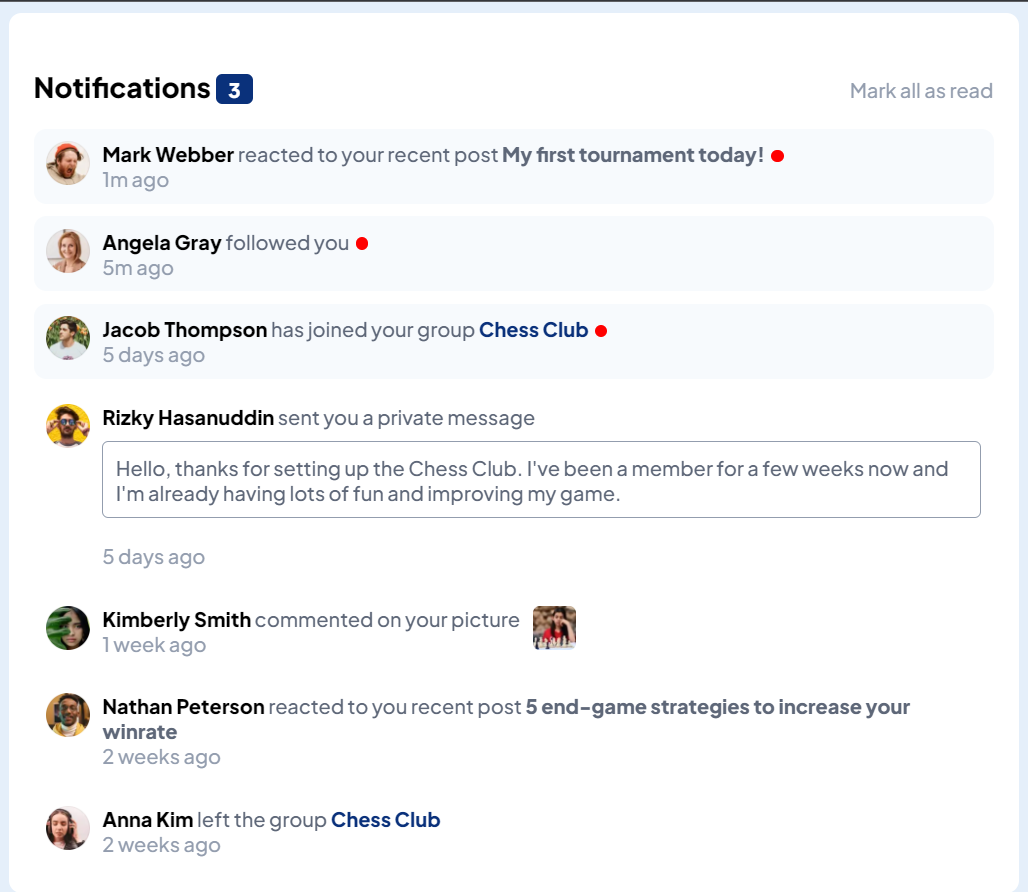 Notifications 3
Mark all as read
Mark Webber reacted to your recent post My first tournament today!
1m ago
Angela Gray followed you
5m ago
Jacob Thompson has joined your group Chess Club
5 days ago
Rizky Hasanuddin sent you a private message
Hello, thanks for setting up the Chess Club. I've been a member for a few weeks now and
I'm already having lots of fun and improving my game.
5 days ago
Kimberly Smith commented on your picture
1 week ago
Nathan Peterson reacted to you recent post 5 end-game strategies to increase your
winrate
2 weeks ago
Anna Kim left the group Chess Club
2 weeks ago